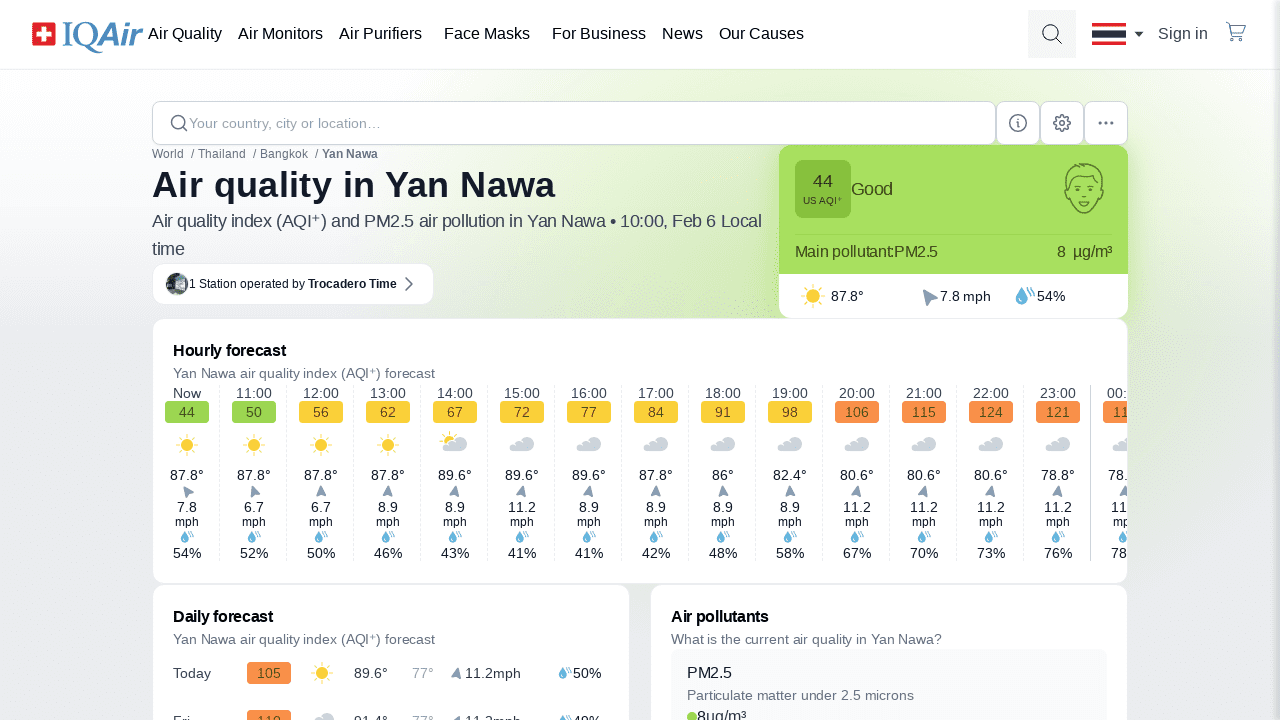 IQAir Air Quality Air Monitors Air Purifiers Face Masks For Business News Our Causes Sign in
Your country, city or location…
World / Thailand / Bangkok / Yan Nawa
Air quality in Yan Nawa
Air quality index (AQI⁺) and PM2.5 air pollution in Yan Nawa • 10:00, Feb 6 Local
time
1 Station operated by Trocadero Time
44
US AQI⁺
Good
Main pollutant:PM2.5 8 µg/m³
87.8° 7.8 mph 54%
Hourly forecast
Yan Nawa air quality index (AQI⁺) forecast
Now 11:00 12:00 13:00 14:00 15:00 16:00 17:00 18:00 19:00 20:00 21:00 22:00 23:00
44 50 56 62 67 72 77 84 91 98 106 115 124 121
87.8° 87.8° 87.8° 87.8° 89.6° 89.6° 89.6° 87.8° 86° 82.4° 80.6° 80.6° 80.6° 78.8°
7.8 6.7 6.7 8.9 8.9 11.2 8.9 8.9 8.9 8.9 11.2 11.2 11.2 11.2
mph mph mph mph mph mph mph mph mph mph mph mph mph mph
54% 52% 50% 46% 43% 41% 41% 42% 48% 58% 67% 70% 73% 76%
Daily forecast
Yan Nawa air quality index (AQI⁺) forecast
Today 105 89.6° 77° 11.2mph 50%
Fri 77°
Air pollutants
What is the current air quality in Yan Nawa?
PM2.5
Particulate matter under 2.5 microns
8µg/m³